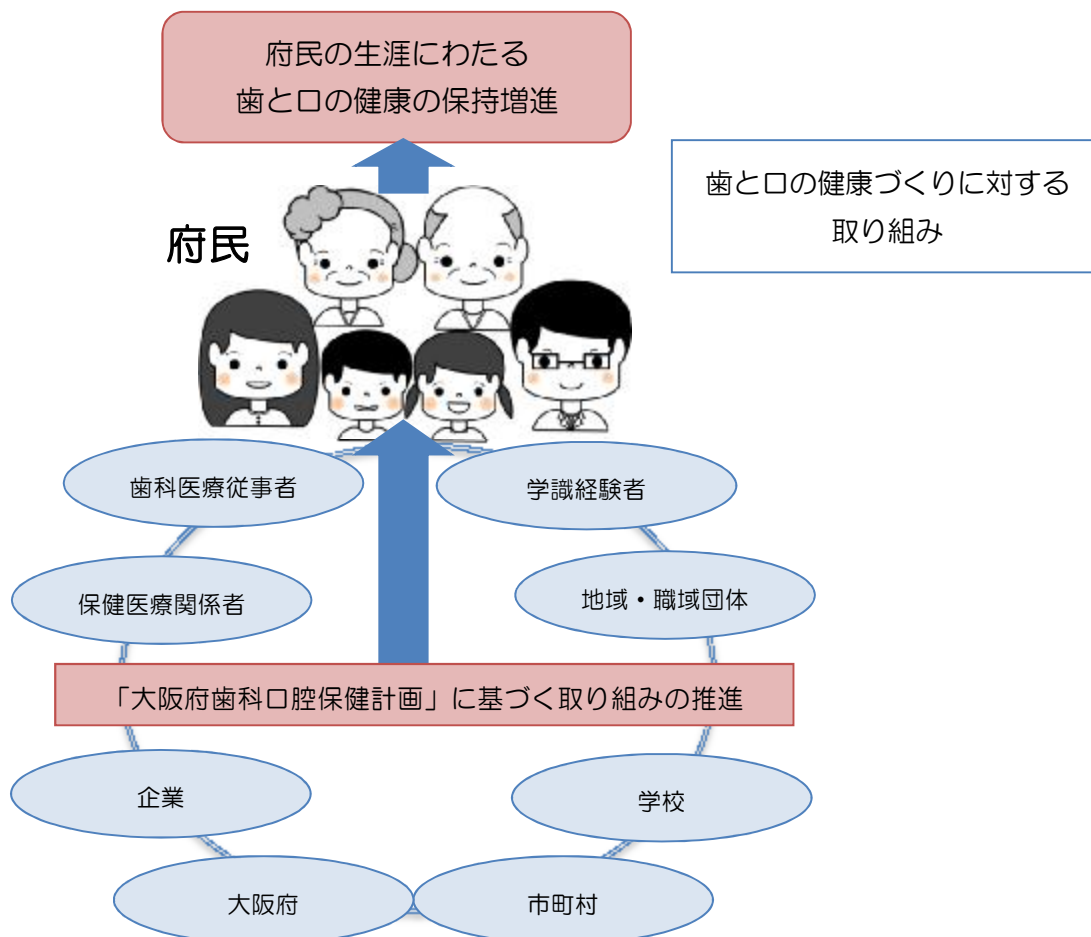 府民の生涯にわたる
歯と口の健康の保持増進
歯と口の健康づくりに対する
取り組み
府民
歯科医療従事者
学識経験者
保健医療関係者
地域・職域団体
「大阪府歯科口腔保健計画」に基づく取り組みの推進
企業
学校
大阪府
市町村